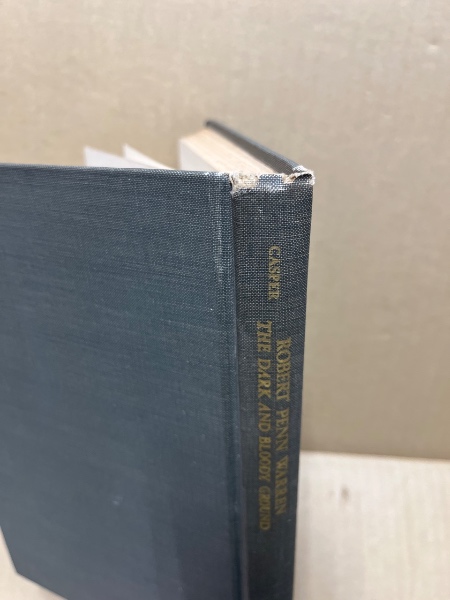 CASPER
ROBERT PENN WARREN
THE DARK AND BLOODY GROUND